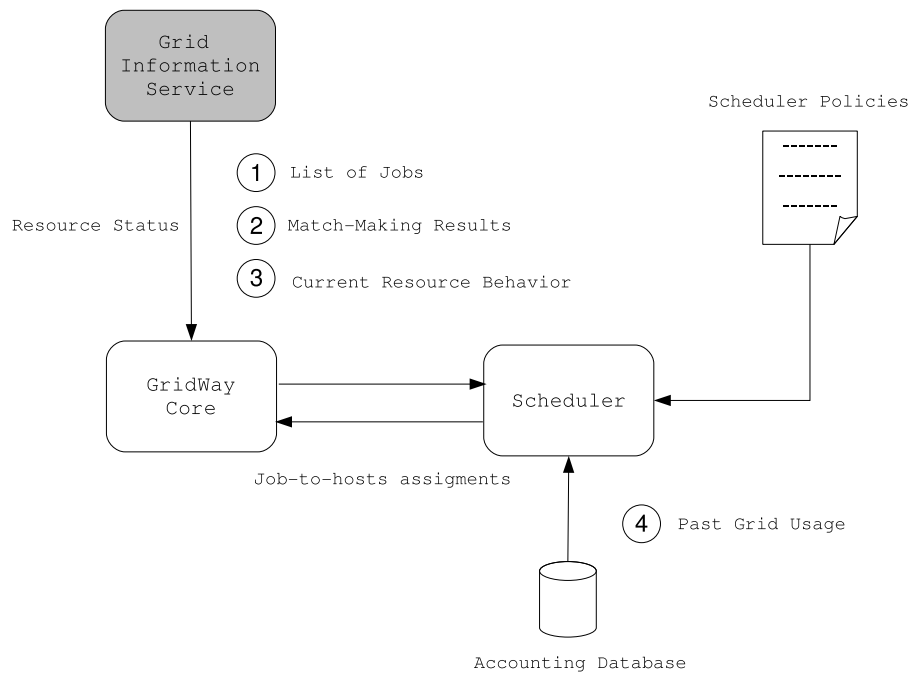 Grid
Information
Service
Scheduler Policies
1 List of Jobs
Resource Status
2 Match-Making Results
3 Current Resource Behavior
GridWay
Core
Scheduler
Job-to-hosts assigments
4 Past Grid Usage
Accounting Database